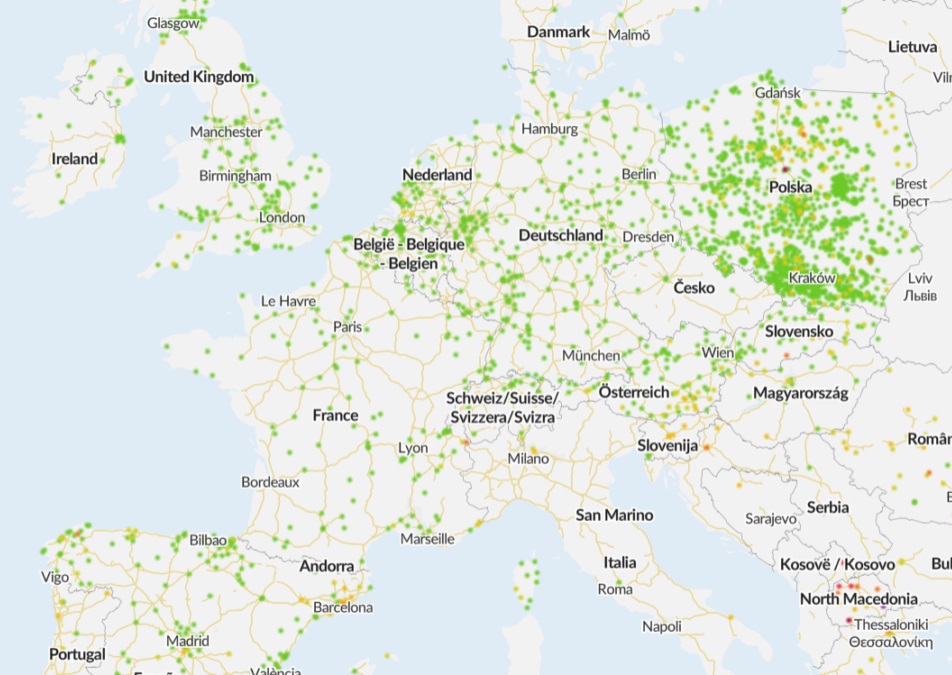 Glasgow
Danmark
Malmö
Lietuva
United Kingdom
Gdańsk
Manchester
Hamburg
Ireland
Birmingham
Nederland
Berlin
Polska
Brest
Брест
London
België - Belgique
- Belgien
Deutschland
Dresden
Kraków
Lviv
Львів
Česko
Le Havre
Paris
Slovensko
München
Wien
Österreich
Magyarország
Schweiz/Suisse/
Svizzera/Svizra
France
Lyon
Milano
Slovenija
Bordeaux
San Marino
Sarajevo
Serbia
Marseille
Bilbao
Andorra
Italia
Kosovë / Kosovo
Vigo
Roma
Barcelona
North Macedonia
Napoli
Thessaloniki
Θεσσαλονίκη
Madrid
Portugal
València